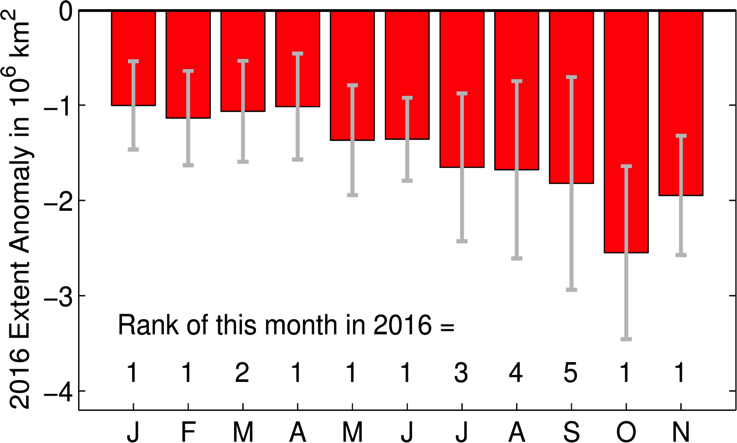 2016 Extent Anomaly in 10⁶ km²
0
−1
−2
−3
−4
Rank of this month in 2016 =
1 1 2 1 1 1 3 4 5 1 1
J F M A M J J A S O N